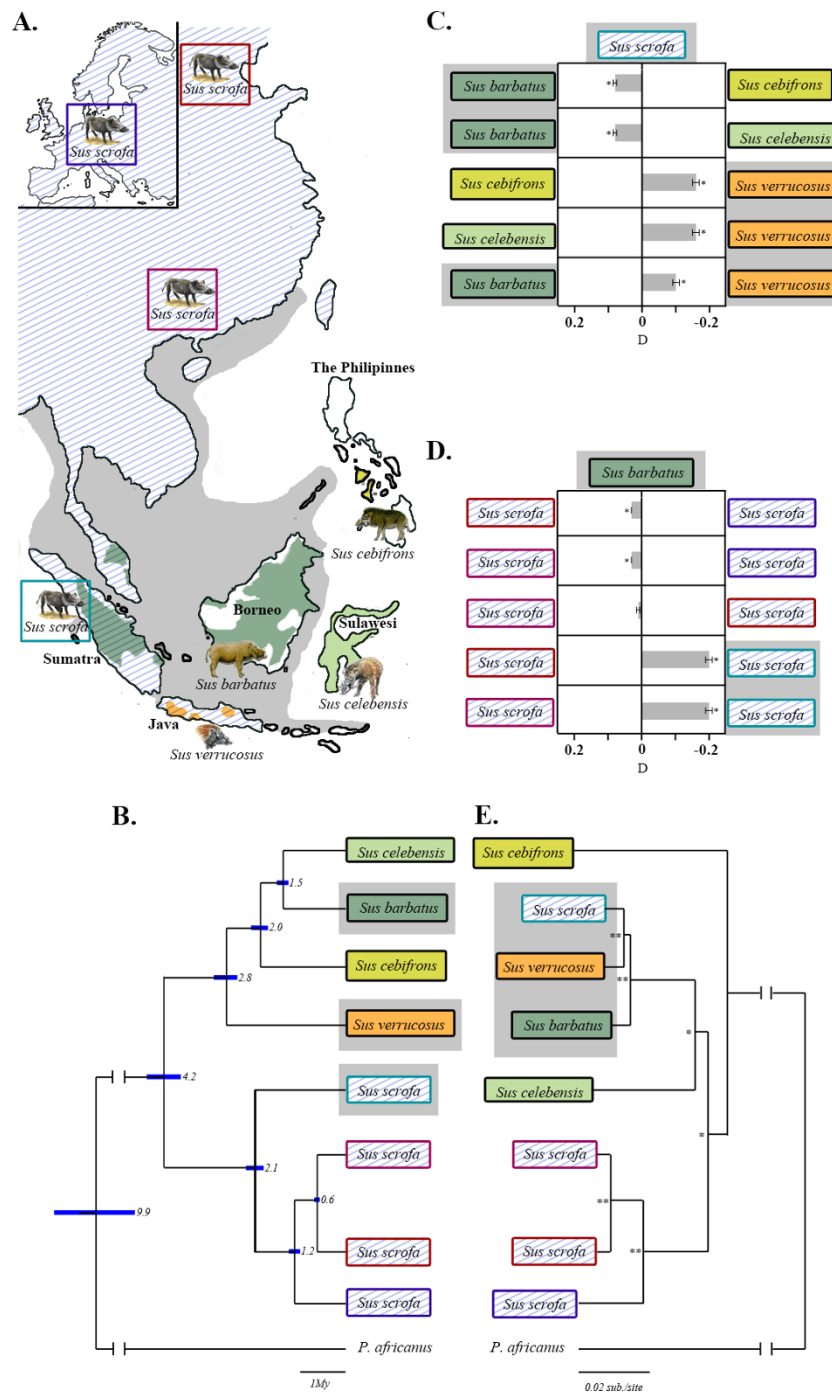 A.
Sus scrofa
Sus scrofa
Sus scrofa
The Philipinnes
Sus cebifrons
Sus scrofa
Sumatra
Borneo
Sus barbatus
Sulawesi
Sus celebensis
Java
Sus verrucosus
C.
Sus scrofa
Sus barbatus
*
Sus cebifrons
Sus barbatus
*
Sus celebensis
Sus cebifrons
*
Sus verrucosus
Sus celebensis
*
Sus verrucosus
Sus barbatus
*
Sus verrucosus
0.2 0 -0.2
D
D.
Sus barbatus
Sus scrofa
*
Sus scrofa
Sus scrofa
*
Sus scrofa
Sus scrofa
Sus scrofa
Sus scrofa
*
Sus scrofa
Sus scrofa
*
Sus scrofa
0.2 0 -0.2
D
B.
Sus celebensis
1.5
Sus barbatus
2.0
Sus cebifrons
2.8
Sus verrucosus
4.2
Sus scrofa
2.1
Sus scrofa
0.6
9.9
1.2
Sus scrofa
Sus scrofa
P. africanus
1My
E.
Sus cebifrons
Sus scrofa
**
Sus verrucosus
**
Sus barbatus
*
Sus celebensis
*
Sus scrofa
**
Sus scrofa
**
Sus scrofa
0.02 sub./site